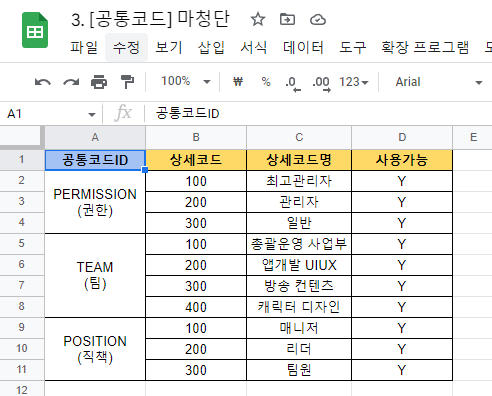 3. [공통코드] 마청단
파일 수정 보기 삽입 서식 데이터 도구 확장 프로그램
100% ₩ % .0 .00 123 Arial
A1 fx 공통코드ID
A B C D E
1 공통코드ID 상세코드 상세코드명 사용가능
2 PERMISSION (권한) 100 최고관리자 Y
3 200 관리자 Y
4 300 일반 Y
5 TEAM (팀) 100 총괄운영 사업부 Y
6 200 앱개발 UIUX Y
7 300 방송 컨텐츠 Y
8 400 캐릭터 디자인 Y
9 POSITION (직책) 100 매니저 Y
10 200 리더 Y
11 300 팀원 Y
12